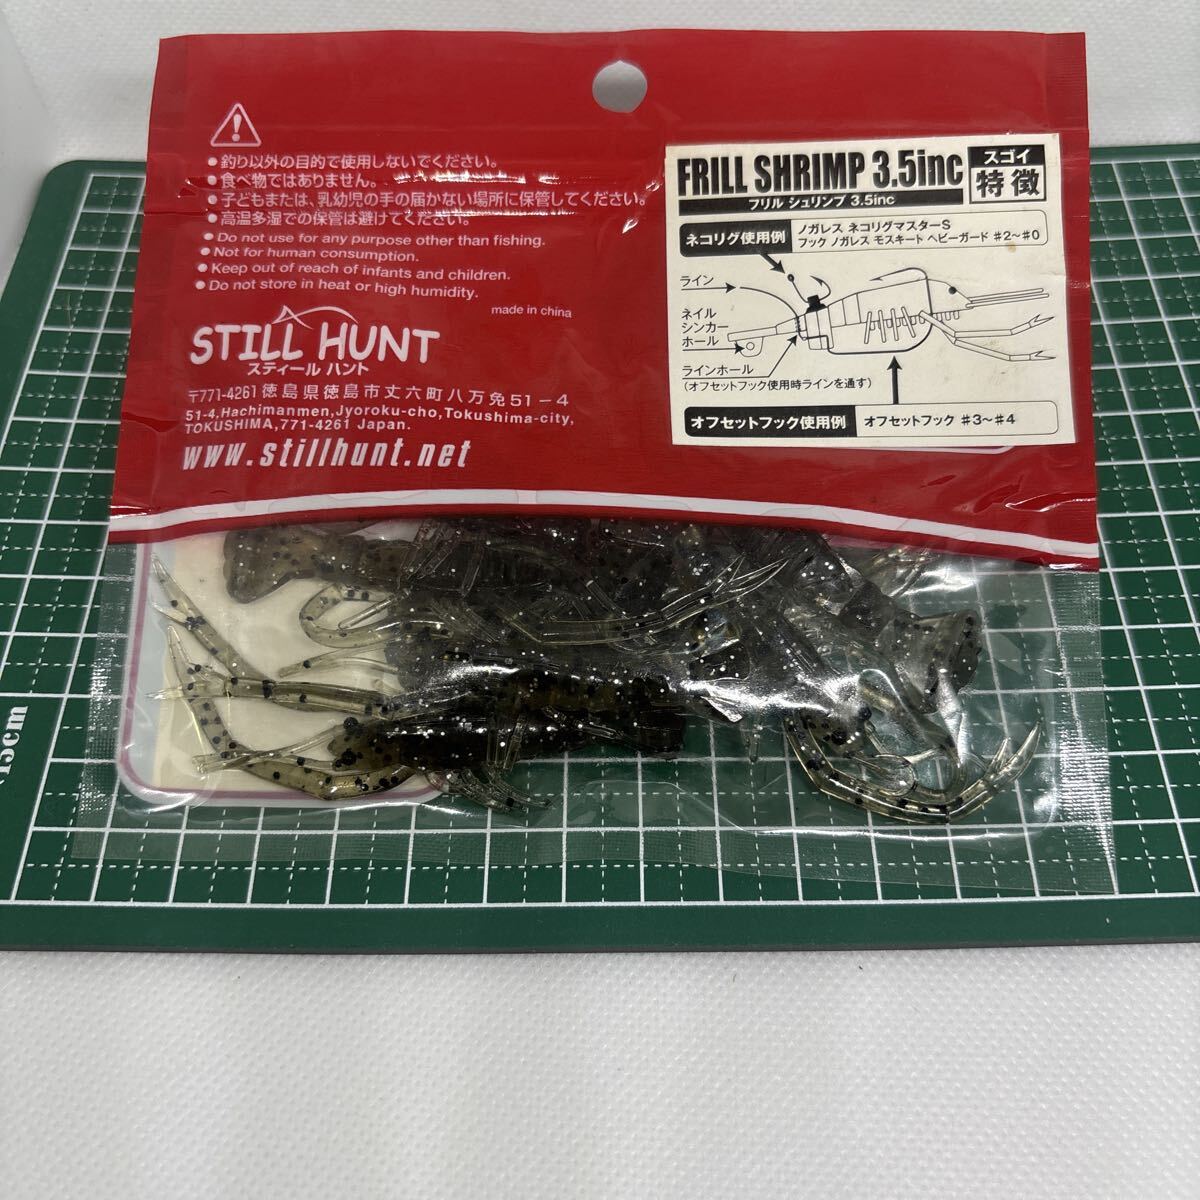 ● 釣り以外の目的で使用しないでください。
● 食べ物ではありません。
● 子どもまたは、乳幼児の手の届かない場所に保管してください。
● 高温多湿での保管は避けてください。
● Do not use for any purpose other than fishing.
● Not for human consumption.
● Keep out of reach of infants and children.
● Do not store in heat or high humidity.
made in china
STILL HUNT
スティール ハント
〒771-4261 徳島県徳島市丈六町八万免51－4
51-4,Hachimanmen,Jyoroku-cho,Tokushima-city,
TOKUSHIMA,771-4261 Japan.
www.stillhunt.net
FRILL SHRIMP 3.5inc
フリル シュリンプ 3.5inc
スゴイ
特徴
ネコリグ使用例
ノガレス ネコリグマスターS
フック ノガレス モスキート ヘビーガード #2〜#0
ライン
ネイル
シンカー
ホール
ラインホール
(オフセットフック使用時ラインを通す)
オフセットフック使用例
オフセットフック #3〜#4
15cm